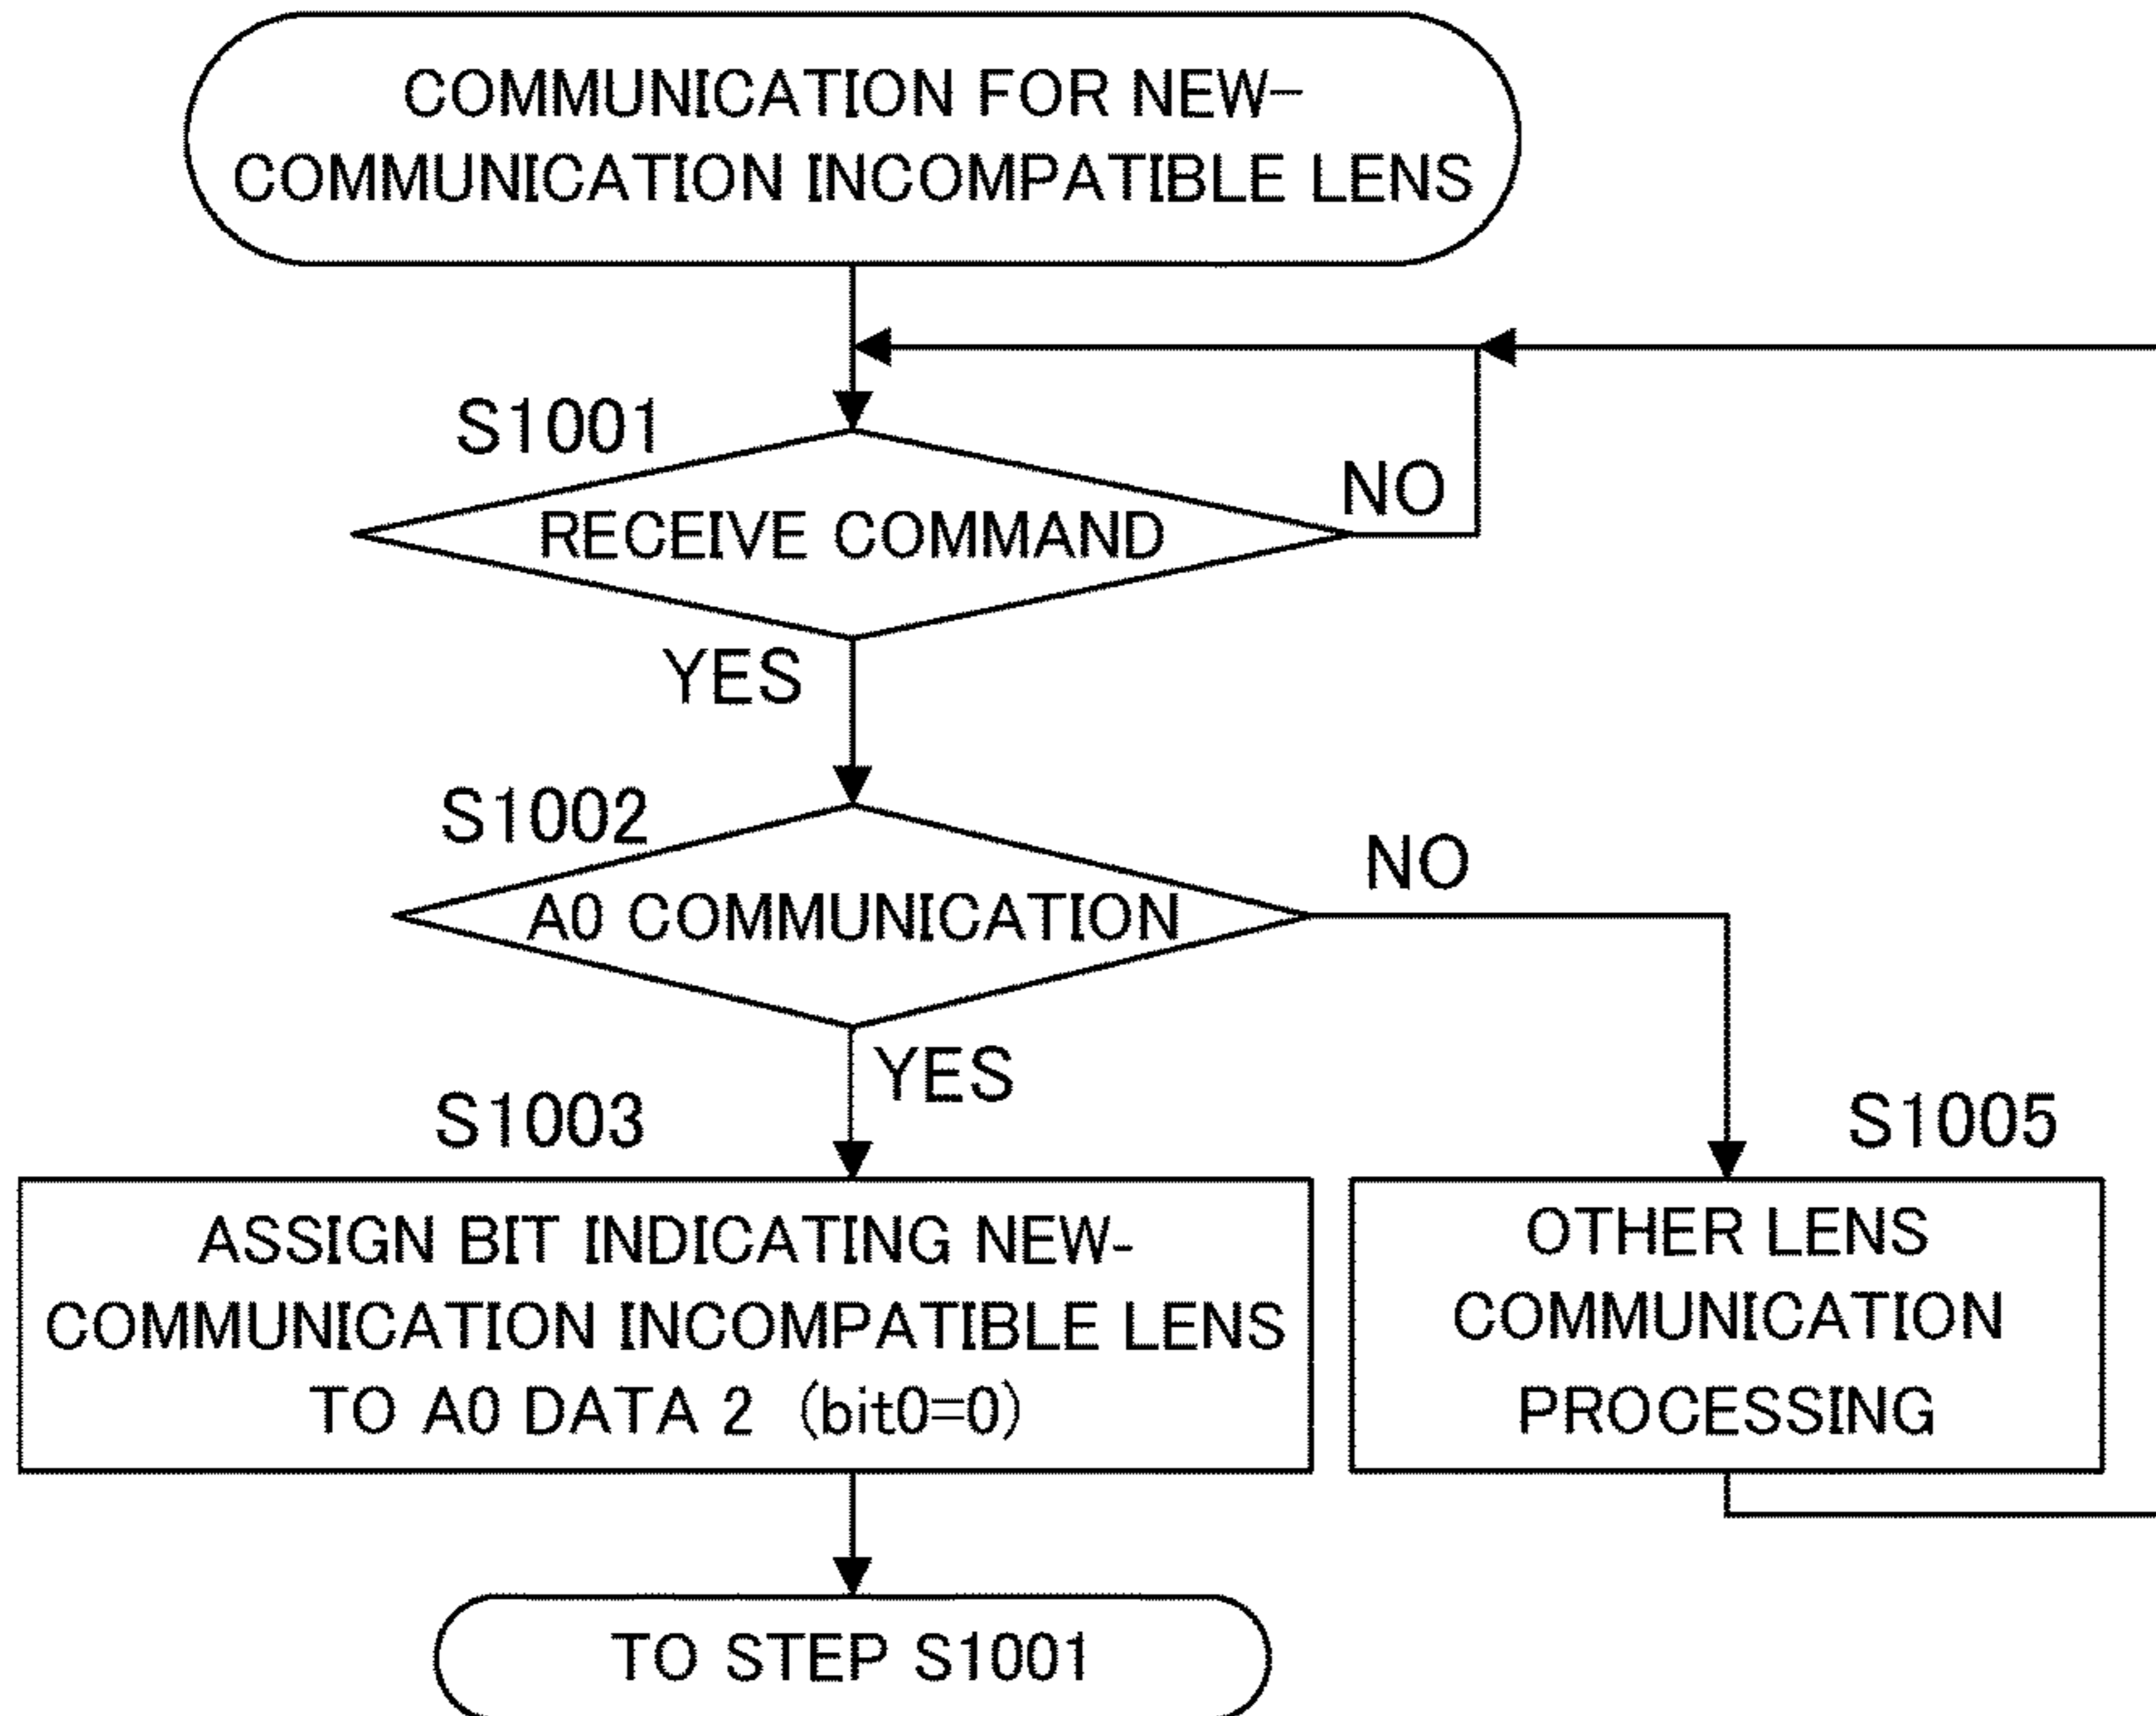 COMMUNICATION FOR NEW-
COMMUNICATION INCOMPATIBLE LENS
S1001
RECEIVE COMMAND
NO
YES
S1002
A0 COMMUNICATION
NO
YES
S1003
ASSIGN BIT INDICATING NEW-
COMMUNICATION INCOMPATIBLE LENS
TO A0 DATA 2 (bit0=0)
S1005
OTHER LENS
COMMUNICATION
PROCESSING
TO STEP S1001